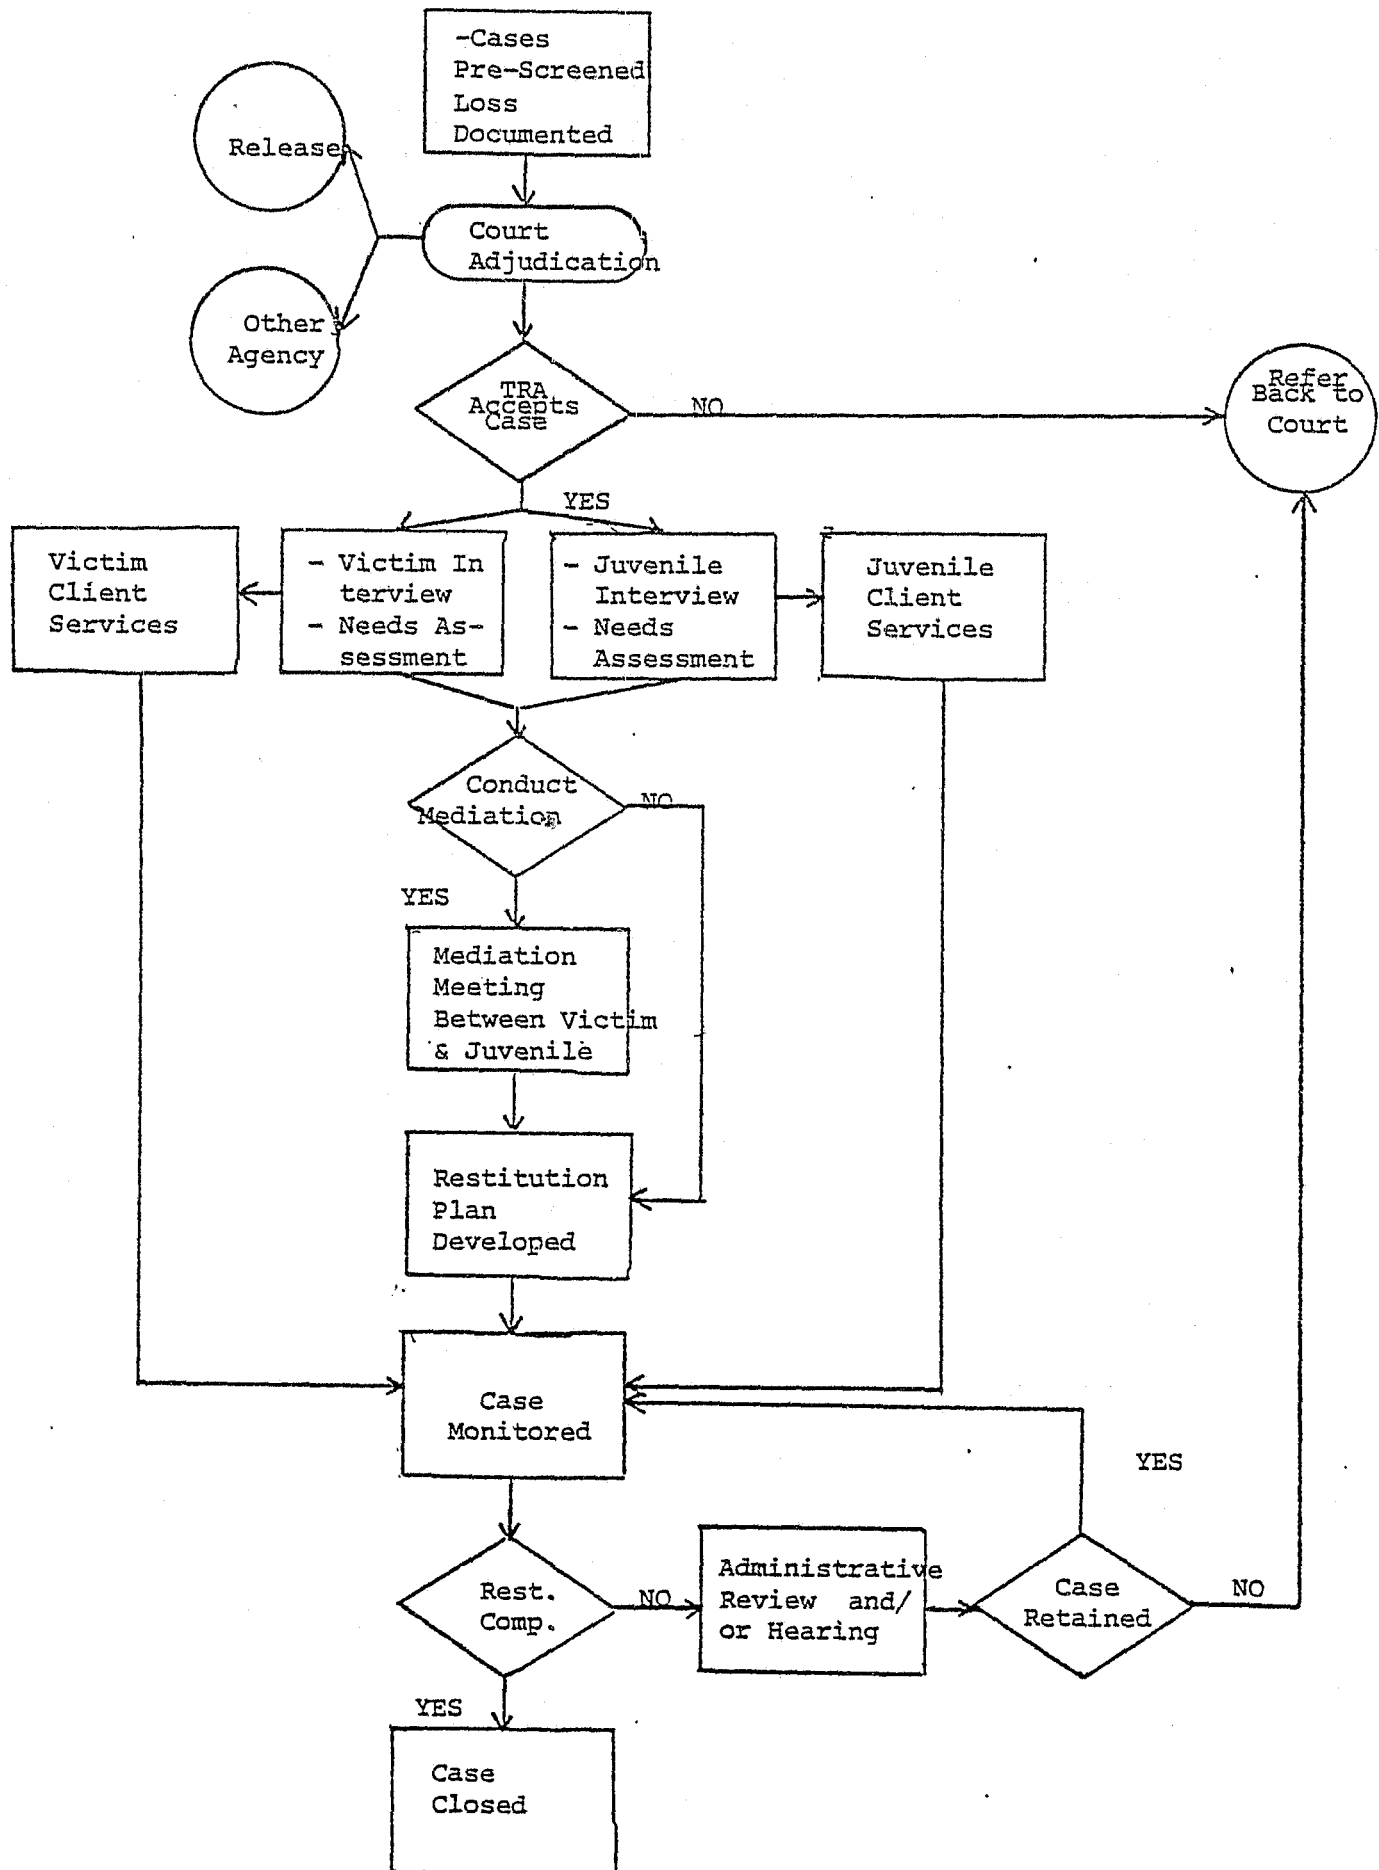 -Cases
Pre-Screened
Loss
Documented
Release
Court
Adjudication
Other
Agency
TRA
Accepts
Case
NO
Refer
Back to
Court
YES
Victim
Client
Services
- Victim In
terview
- Needs As-
sessment
- Juvenile
Interview
- Needs
Assessment
Juvenile
Client
Services
Conduct
Mediation
NO
YES
Mediation
Meeting
Between Victim
& Juvenile
Restitution
Plan
Developed
Case
Monitored
YES
Rest.
Comp.
NO
Administrative
Review and/
or Hearing
Case
Retained
NO
YES
Case
Closed